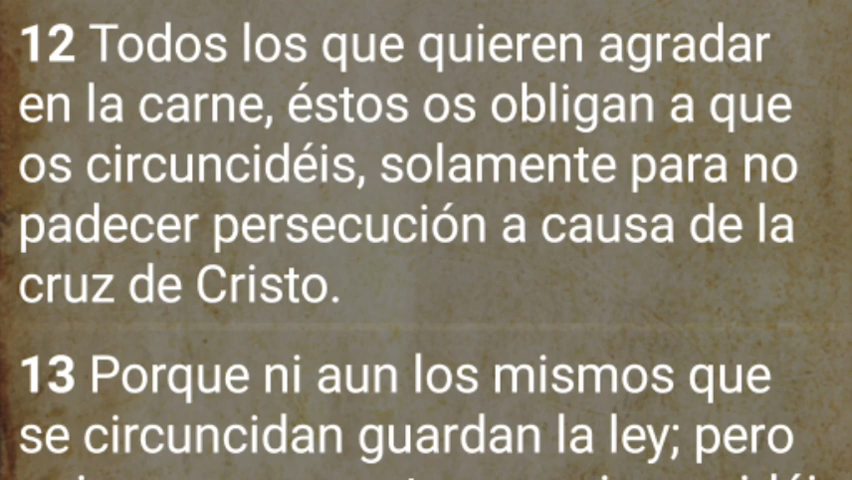 12 Todos los que quieren agradar
en la carne, éstos os obligan a que
os circuncidéis, solamente para no
padecer persecución a causa de la
cruz de Cristo.
13 Porque ni aun los mismos que
se circuncidan guardan la ley; pero